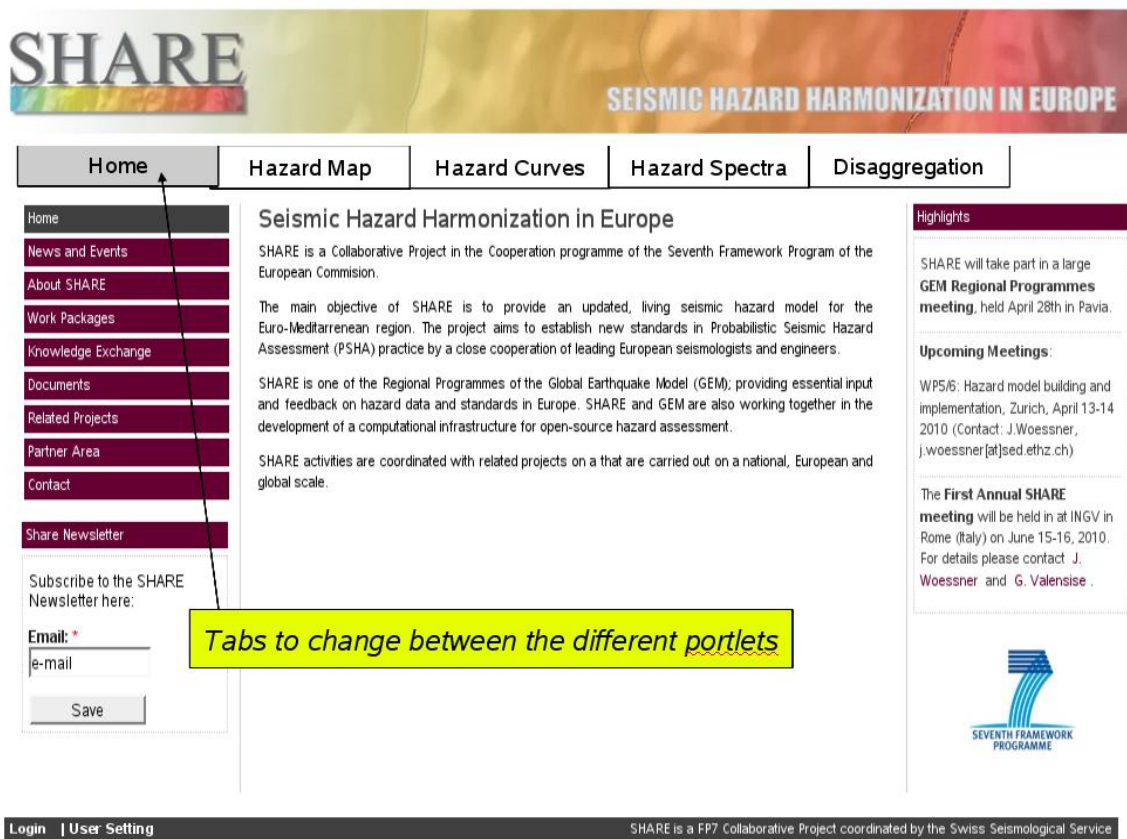 SHARE
SEISMIC HAZARD HARMONIZATION IN EUROPE
Home
Hazard Map
Hazard Curves
Hazard Spectra
Disaggregation
Home
News and Events
About SHARE
Work Packages
Knowledge Exchange
Documents
Related Projects
Partner Area
Contact
Share Newsletter
Subscribe to the SHARE
Newsletter here:
Email: *
e-mail
Save
Seismic Hazard Harmonization in Europe
SHARE is a Collaborative Project in the Cooperation programme of the Seventh Framework Program of the
European Commision.
The main objective of SHARE is to provide an updated, living seismic hazard model for the
Euro-Meditarrenean region. The project aims to establish new standards in Probabilistic Seismic Hazard
Assessment (PSHA) practice by a close cooperation of leading European seismologists and engineers.
SHARE is one of the Regional Programmes of the Global Earthquake Model (GEM); providing essential input
and feedback on hazard data and standards in Europe. SHARE and GEM are also working together in the
development of a computational infrastructure for open-source hazard assessment.
SHARE activities are coordinated with related projects on a that are carried out on a national, European and
global scale.
Tabs to change between the different portlets
Highlights
SHARE will take part in a large
GEM Regional Programmes
meeting, held April 28th in Pavia.
Upcoming Meetings:
WP5/6: Hazard model building and
implementation, Zurich, April 13-14
2010 (Contact: J.Woessner,
j.woessner[at]sed.ethz.ch)
The First Annual SHARE
meeting will be held in at INGV in
Rome (Italy) on June 15-16, 2010.
For details please contact J.
Woessner and G. Valensise .
7
SEVENTH FRAMEWORK
PROGRAMME
Login | User Setting
SHARE is a FP7 Collaborative Project coordinated by the Swiss Seismological Service